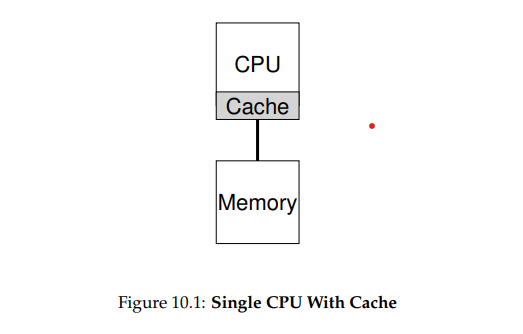 CPU
Cache
Memory
Figure 10.1: Single CPU With Cache